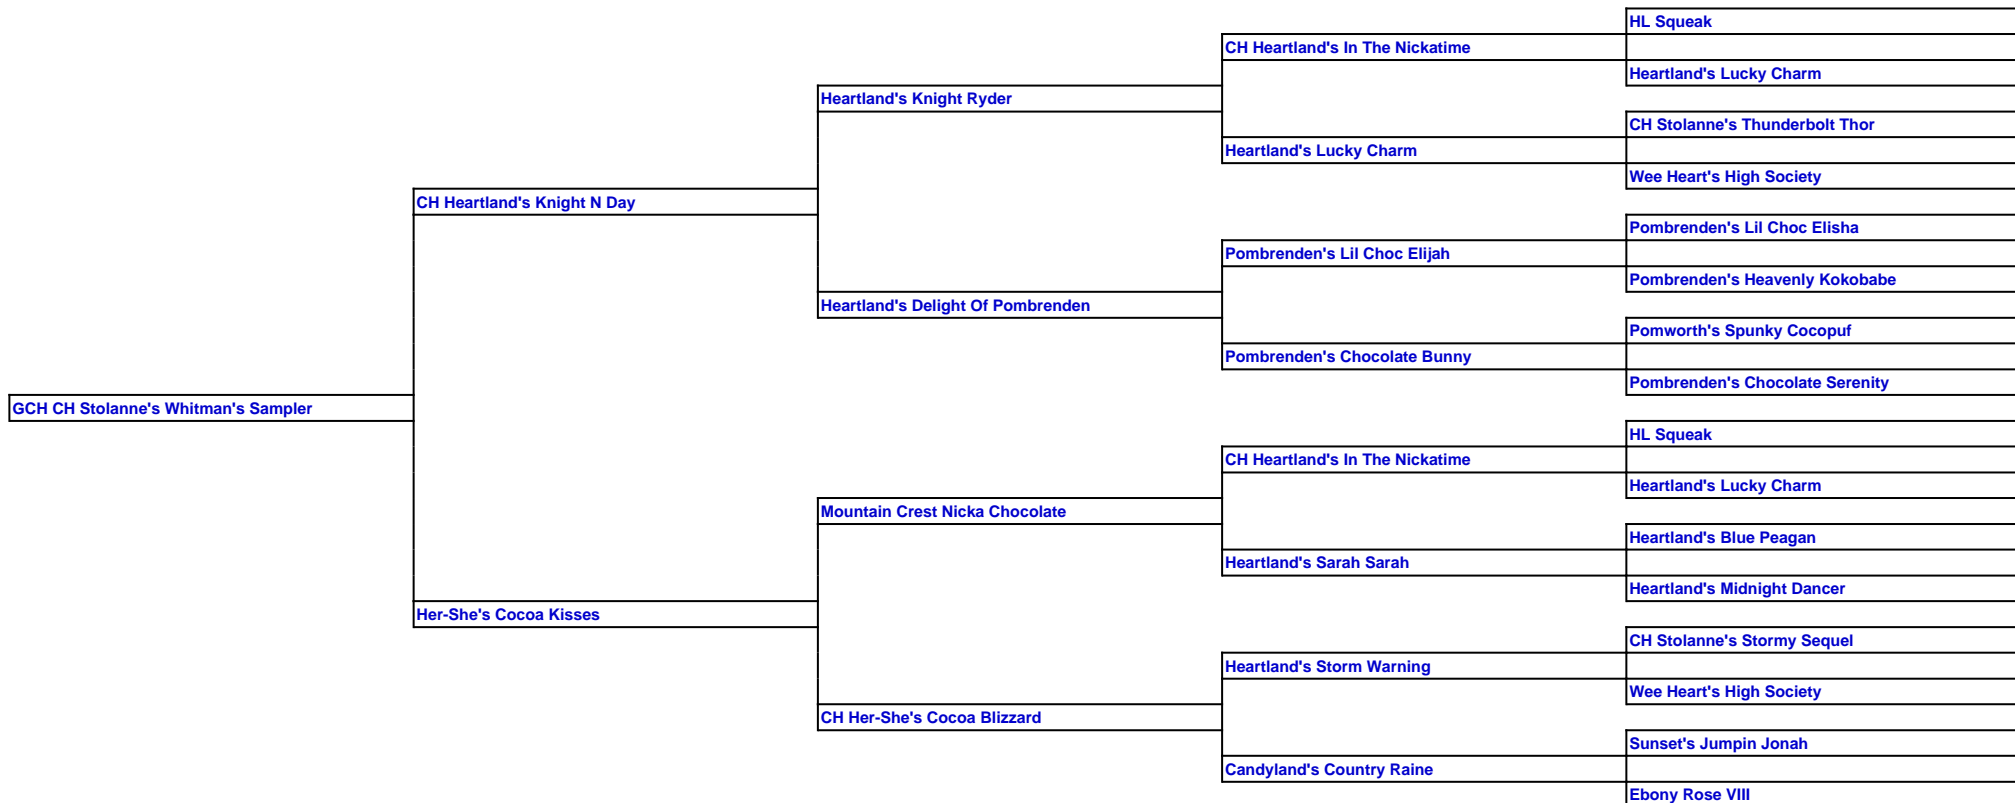 HL Squeak
CH Heartland's In The Nickatime
Heartland's Lucky Charm
Heartland's Knight Ryder
CH Stolanne's Thunderbolt Thor
Heartland's Lucky Charm
Wee Heart's High Society
CH Heartland's Knight N Day
Pombrenden's Lil Choc Elisha
Pombrenden's Lil Choc Elijah
Pombrenden's Heavenly Kokobabe
Heartland's Delight Of Pombrenden
Pomworth's Spunky Cocopuf
Pombrenden's Chocolate Bunny
Pombrenden's Chocolate Serenity
GCH CH Stolanne's Whitman's Sampler
HL Squeak
CH Heartland's In The Nickatime
Heartland's Lucky Charm
Mountain Crest Nicka Chocolate
Heartland's Blue Peagan
Heartland's Sarah Sarah
Heartland's Midnight Dancer
Her-She's Cocoa Kisses
CH Stolanne's Stormy Sequel
Heartland's Storm Warning
Wee Heart's High Society
CH Her-She's Cocoa Blizzard
Sunset's Jumpin Jonah
Candyland's Country Raine
Ebony Rose VIII